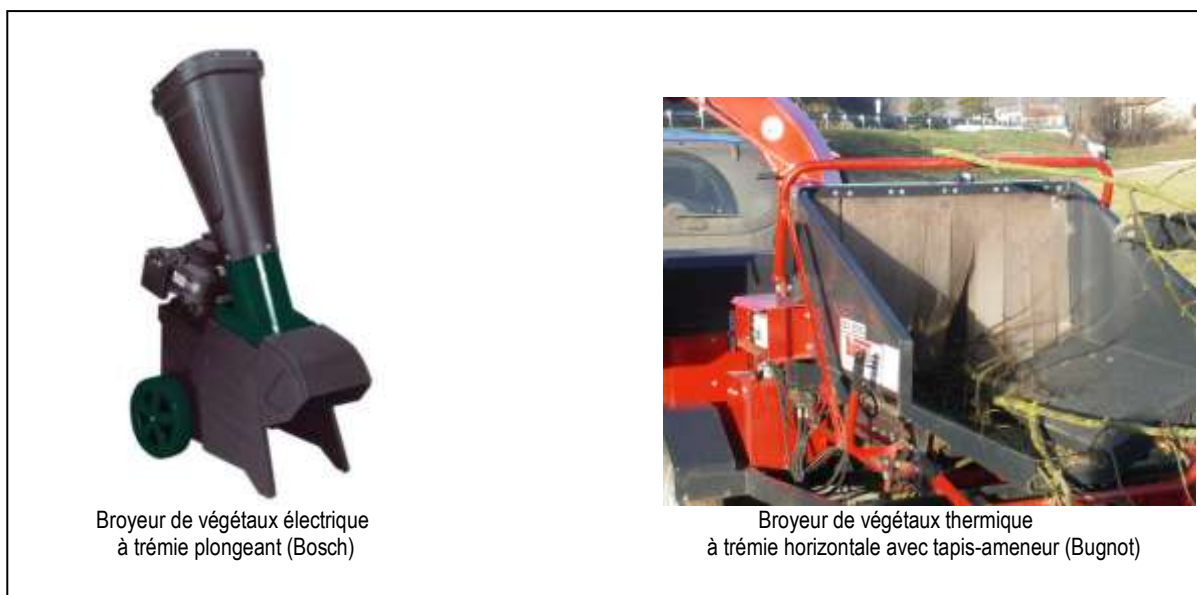 Broyeur de végétaux électrique
à trémie plongeant (Bosch)
Broyeur de végétaux thermique
à trémie horizontale avec tapis-ameneur (Bugnot)